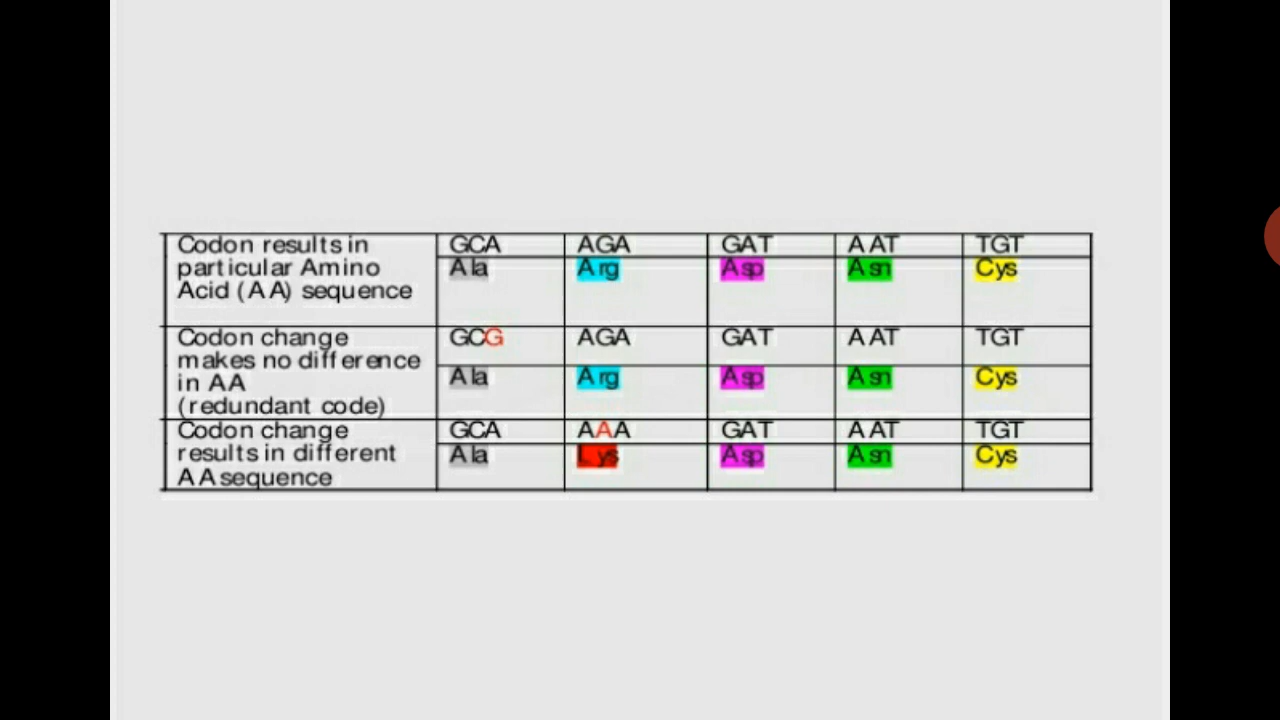 Codon results in GCA AGA GAT AAT TGT
particular Amino Ala Arg Asp Asn Cys
Acid (AA) sequence
Codon change GCG AGA GAT AAT TGT
makes no difference
in AA Ala Arg Asp Asn Cys
(redundant code)
Codon change GCA AAA GAT AAT TGT
results in different Ala Lys Asp Asn Cys
AA sequence